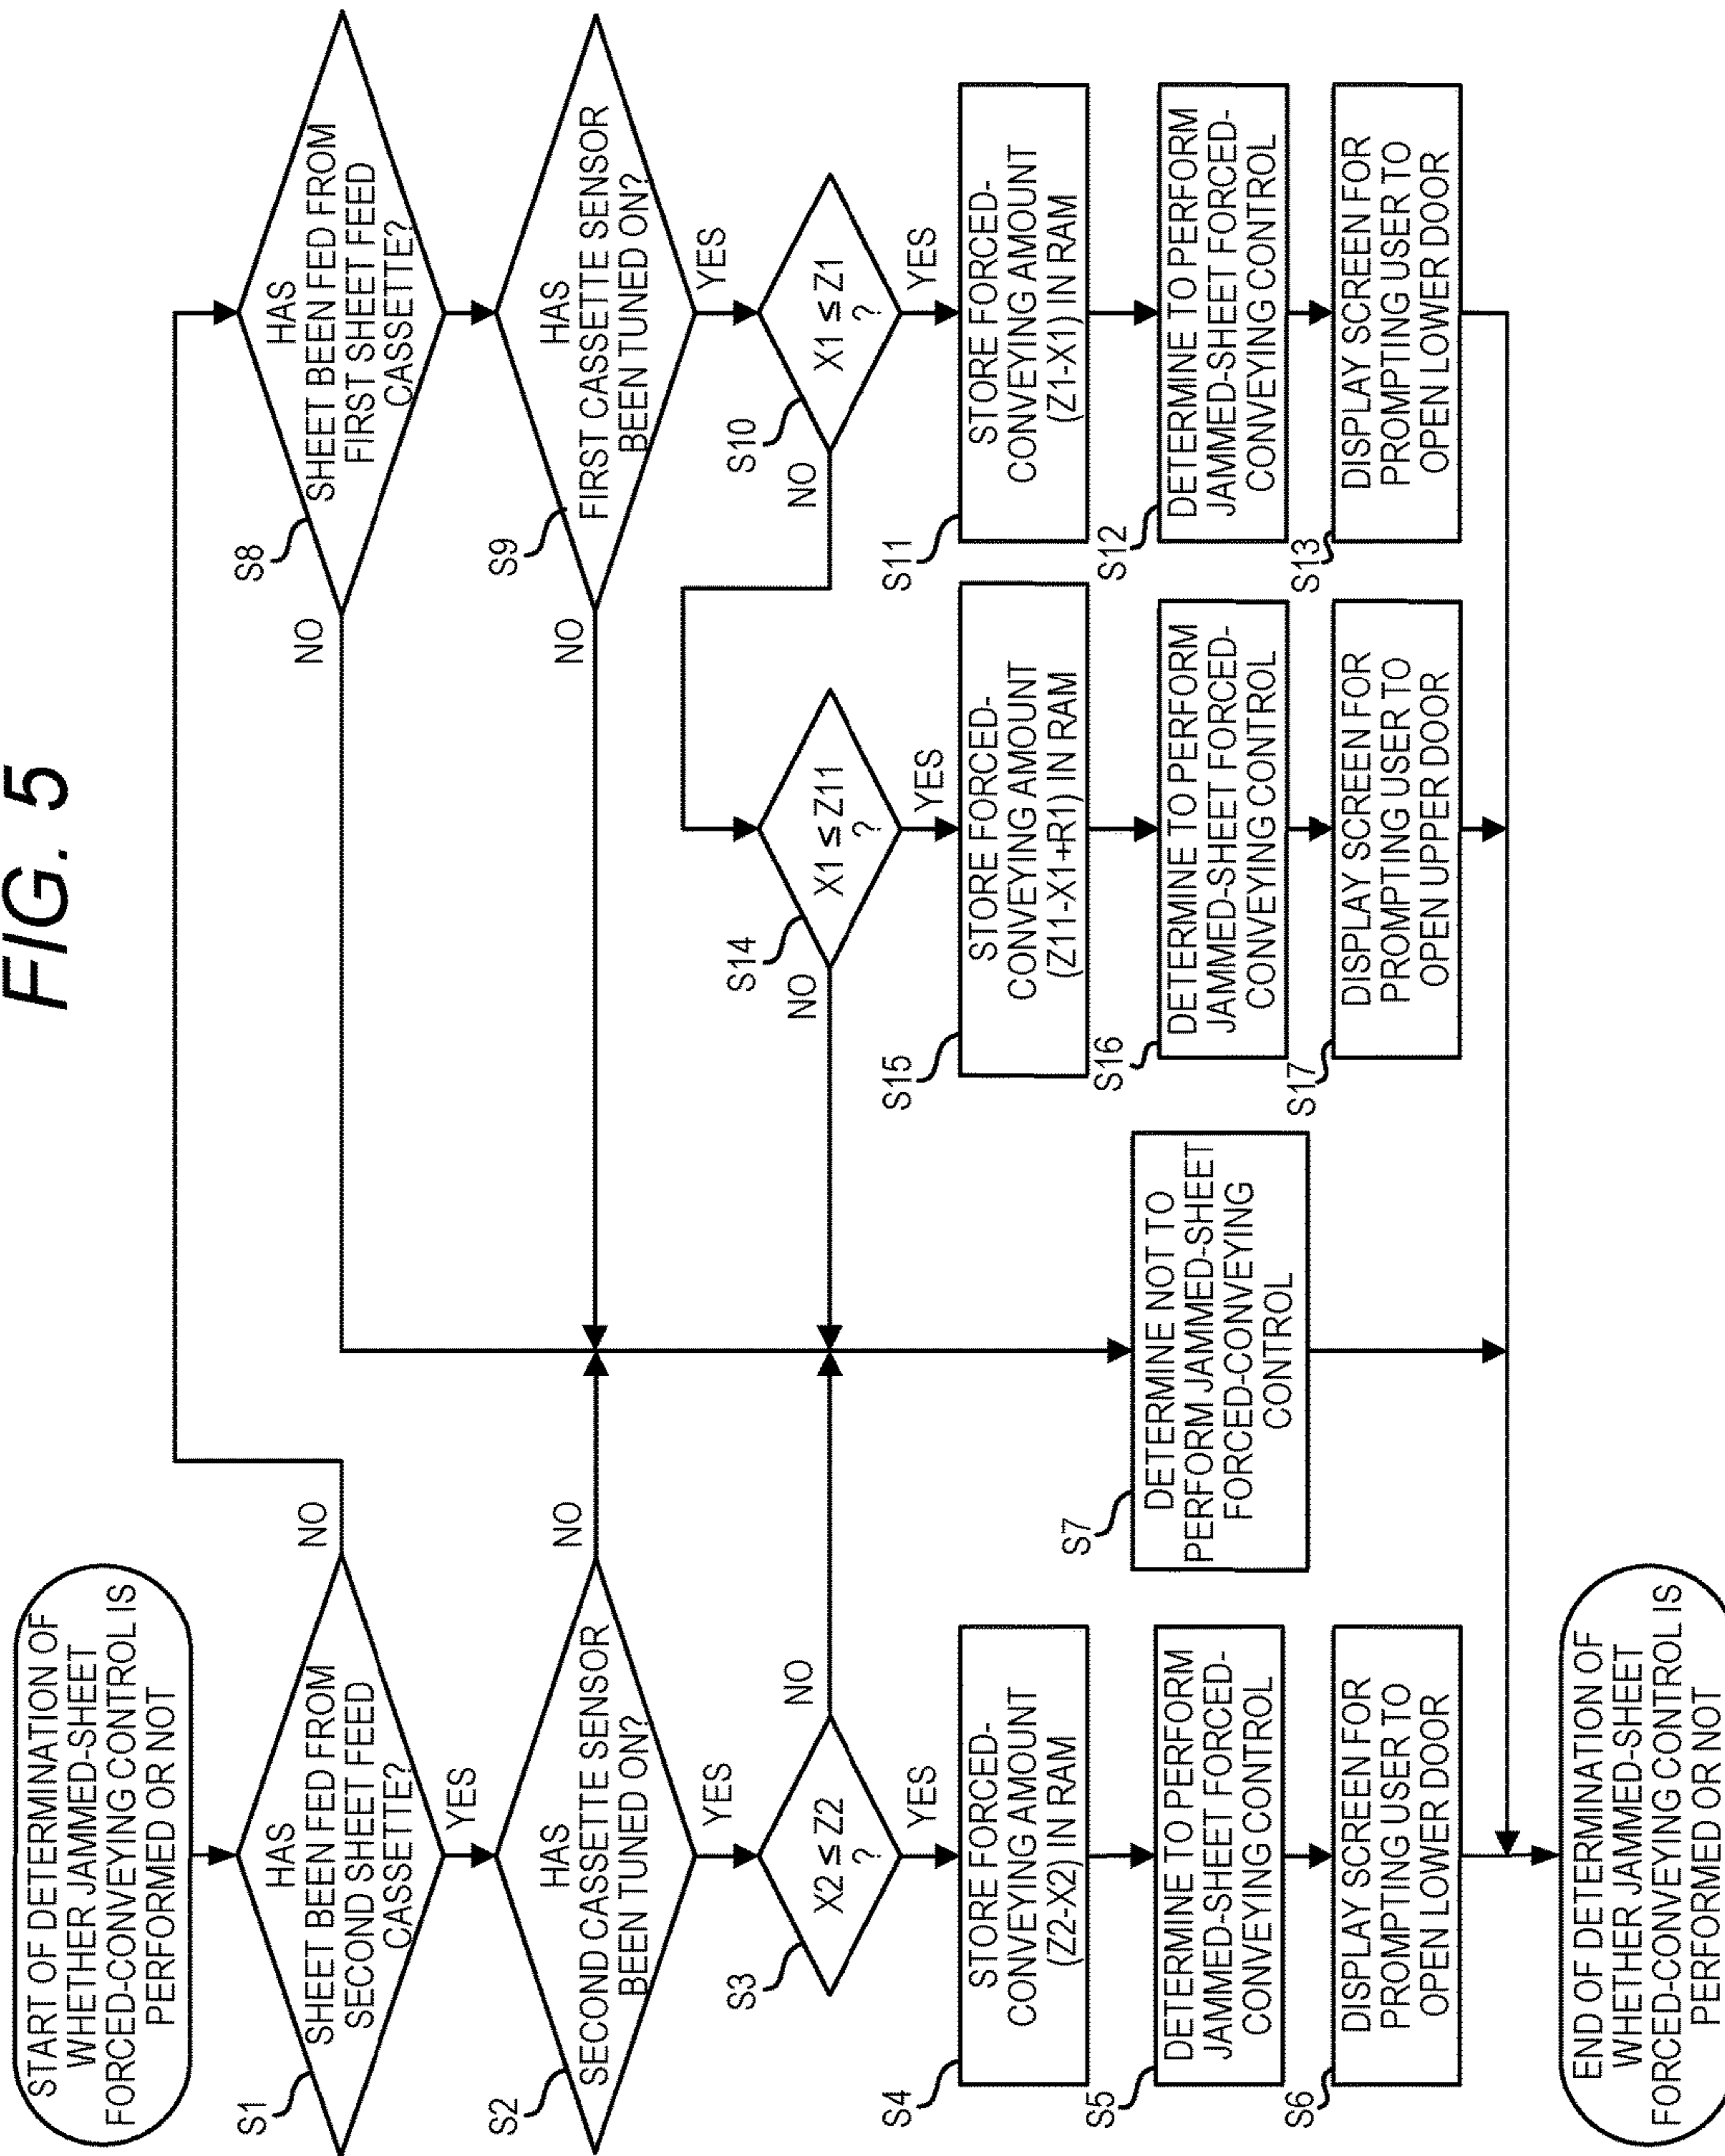 FIG. 5
START OF DETERMINATION OF
WHETHER JAMMED-SHEET
FORCED-CONVEYING CONTROL IS
PERFORMED OR NOT
S1
HAS
SHEET BEEN FED FROM
SECOND SHEET FEED
CASSETTE?
NO
YES
S2
HAS
SECOND CASSETTE SENSOR
BEEN TUNED ON?
NO
YES
S3
X2 ≤ Z2
?
NO
YES
S4
STORE FORCED-
CONVEYING AMOUNT
(Z2-X2) IN RAM
S5
DETERMINE TO PERFORM
JAMMED-SHEET FORCED-
CONVEYING CONTROL
S6
DISPLAY SCREEN FOR
PROMPTING USER TO
OPEN LOWER DOOR
S7
DETERMINE NOT TO
PERFORM JAMMED-SHEET
FORCED-CONVEYING
CONTROL
S8
HAS
SHEET BEEN FED FROM
FIRST SHEET FEED
CASSETTE?
NO
S9
HAS
FIRST CASSETTE SENSOR
BEEN TUNED ON?
NO
YES
S10
X1 ≤ Z1
?
NO
YES
S11
STORE FORCED-
CONVEYING AMOUNT
(Z1-X1) IN RAM
S12
DETERMINE TO PERFORM
JAMMED-SHEET FORCED-
CONVEYING CONTROL
S13
DISPLAY SCREEN FOR
PROMPTING USER TO
OPEN LOWER DOOR
S14
X1 ≤ Z11
?
NO
YES
S15
STORE FORCED-
CONVEYING AMOUNT
(Z11-X1+R1) IN RAM
S16
DETERMINE TO PERFORM
JAMMED-SHEET FORCED-
CONVEYING CONTROL
S17
DISPLAY SCREEN FOR
PROMPTING USER TO
OPEN UPPER DOOR
END OF DETERMINATION OF
WHETHER JAMMED-SHEET
FORCED-CONVEYING CONTROL IS
PERFORMED OR NOT